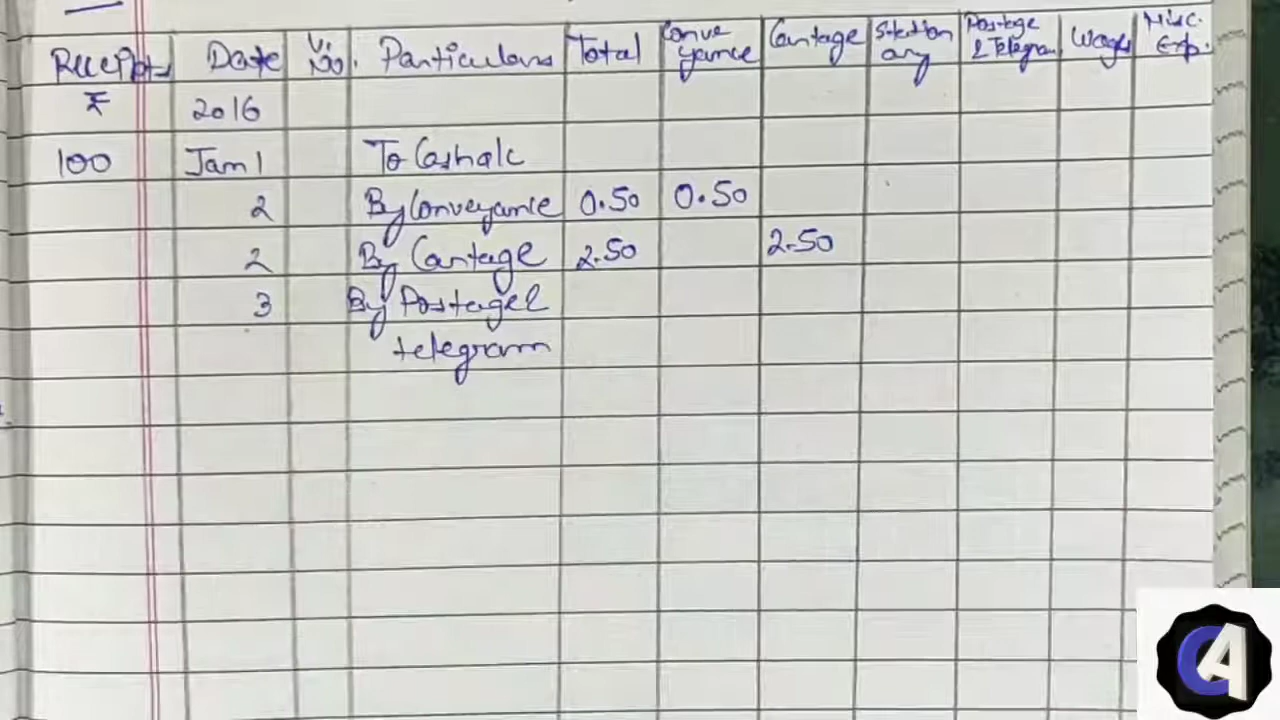 Receipts Date V. No. Particulars Total Conveyance Cartage Stationary Postage & Telegram Wages Misc. Exp.
₹ 2016
100 Jan 1 To Cash a/c
2 By Conveyance 0.50 0.50
2 By Cartage 2.50 2.50
3 By Postage &
telegram
CA